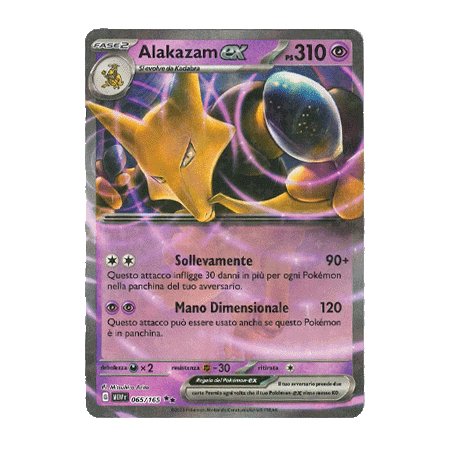 FASE 2
Alakazam ex
PS 310
Si evolve da Kadabra
Sollevamente 90+
Questo attacco infligge 30 danni in più per ogni Pokémon
nella panchina del tuo avversario.
Mano Dimensionale 120
Questo attacco può essere usato anche se questo Pokémon
è in panchina.
debolezza ×2 resistenza -30 ritirata
Regola dei Pokémon-ex
Il tuo avversario prende due
carte Premio ogni volta che il tuo Pokémon-ex viene messo KO.
G MEW IT 065/165